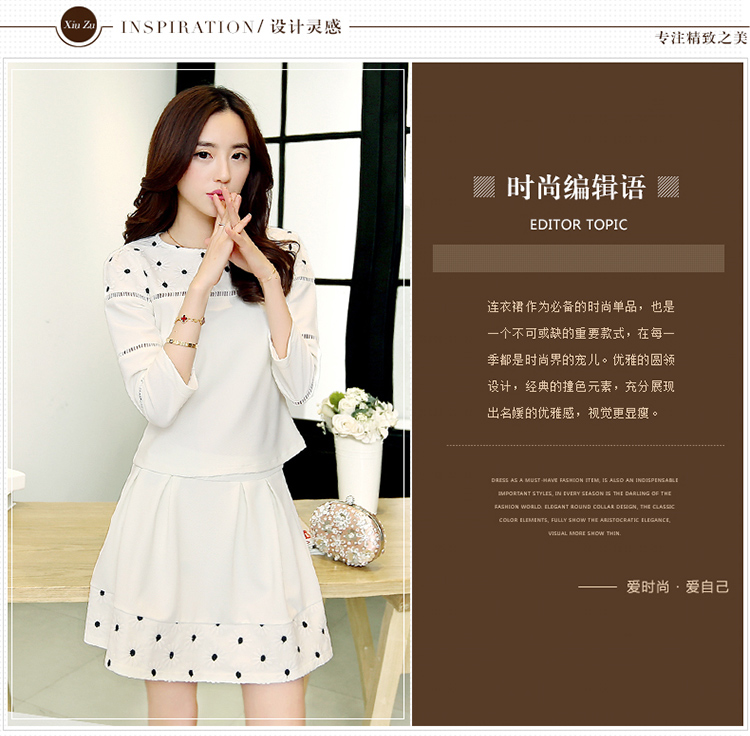 Xiu Zu
INSPIRATION/ 设计灵感
专注精致之美
时尚编辑语
EDITOR TOPIC
连衣裙作为必备的时尚单品，也是
一个不可或缺的重要款式，在每一
季都是时尚界的宠儿。优雅的圆领
设计，经典的撞色元素，充分展现
出名媛的优雅感，视觉更显瘦。
DRESS AS A MUST-HAVE FASHION ITEM, IS ALSO AN INDISPENSABLE
IMPORTANT STYLES, IN EVERY SEASON IS THE DARLING OF THE
FASHION WORLD. ELEGANT ROUND COLLAR DESIGN, THE CLASSIC
COLOR ELEMENTS, FULLY SHOW THE ARISTOCRATIC ELEGANCE,
VISUAL MORE SHOW THIN.
爱时尚 · 爱自己